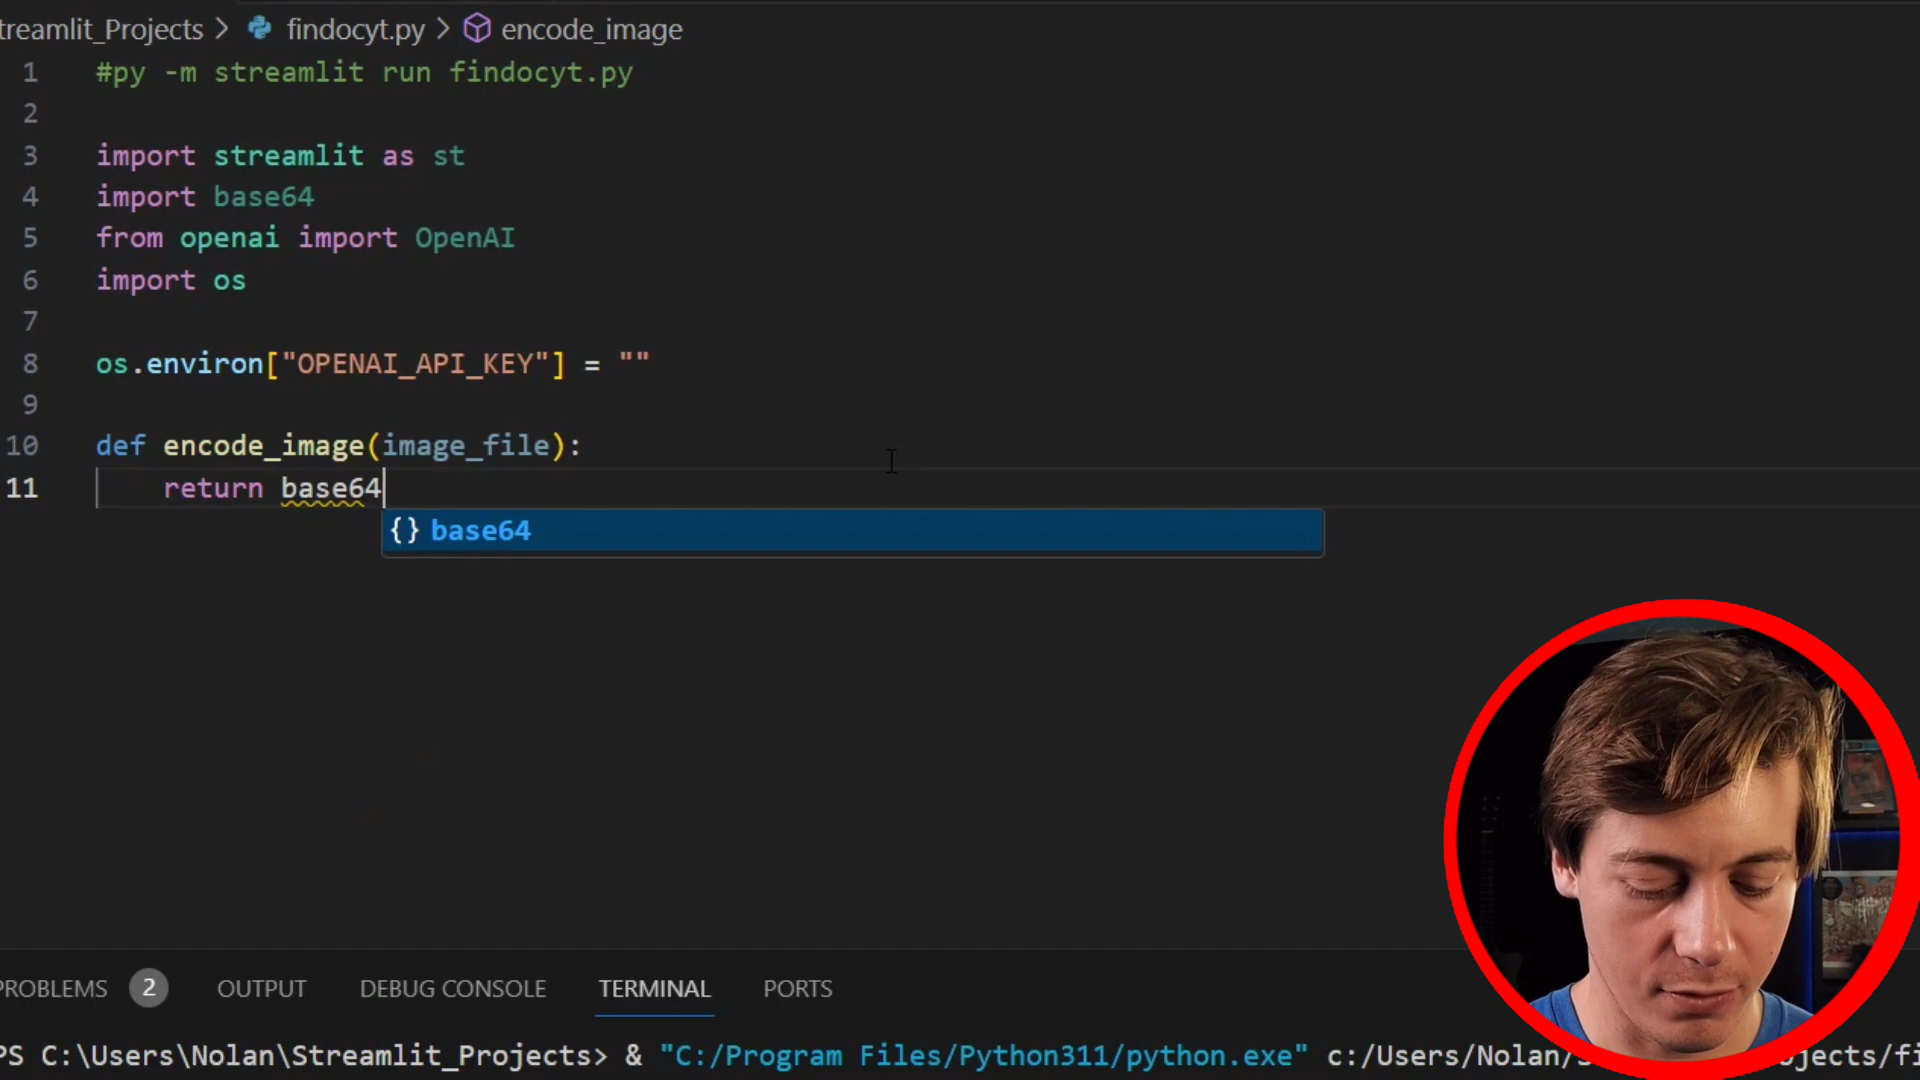 treamlit_Projects > findocyt.py > encode_image
1 #py -m streamlit run findocyt.py
2
3 import streamlit as st
4 import base64
5 from openai import OpenAI
6 import os
7
8 os.environ["OPENAI_API_KEY"] = ""
9
10 def encode_image(image_file):
11 return base64
{} base64
PROBLEMS 2 OUTPUT DEBUG CONSOLE TERMINAL PORTS
PS C:\Users\Nolan\Streamlit_Projects> & "C:/Program Files/Python311/python.exe" c:/Users/Nolan/S ojects/fi